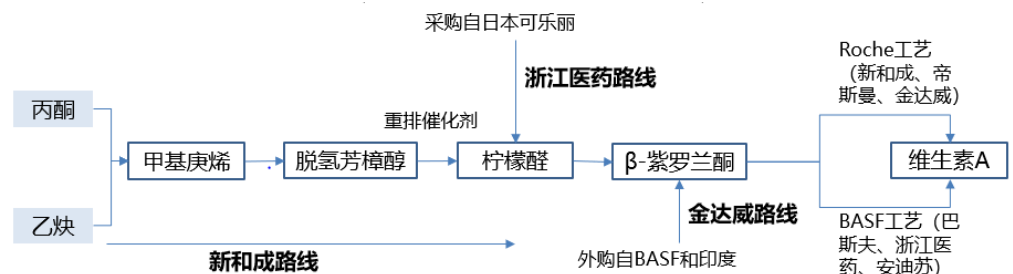 采购自日本可乐丽
浙江医药路线
Roche工艺
（新和成、帝
斯曼、金达威）
丙酮
重排催化剂
甲基庚烯
脱氢芳樟醇
柠檬醛
β-紫罗兰酮
维生素A
乙炔
新和成路线
金达威路线
外购自BASF和印度
BASF工艺（巴
斯夫、浙江医
药、安迪苏）